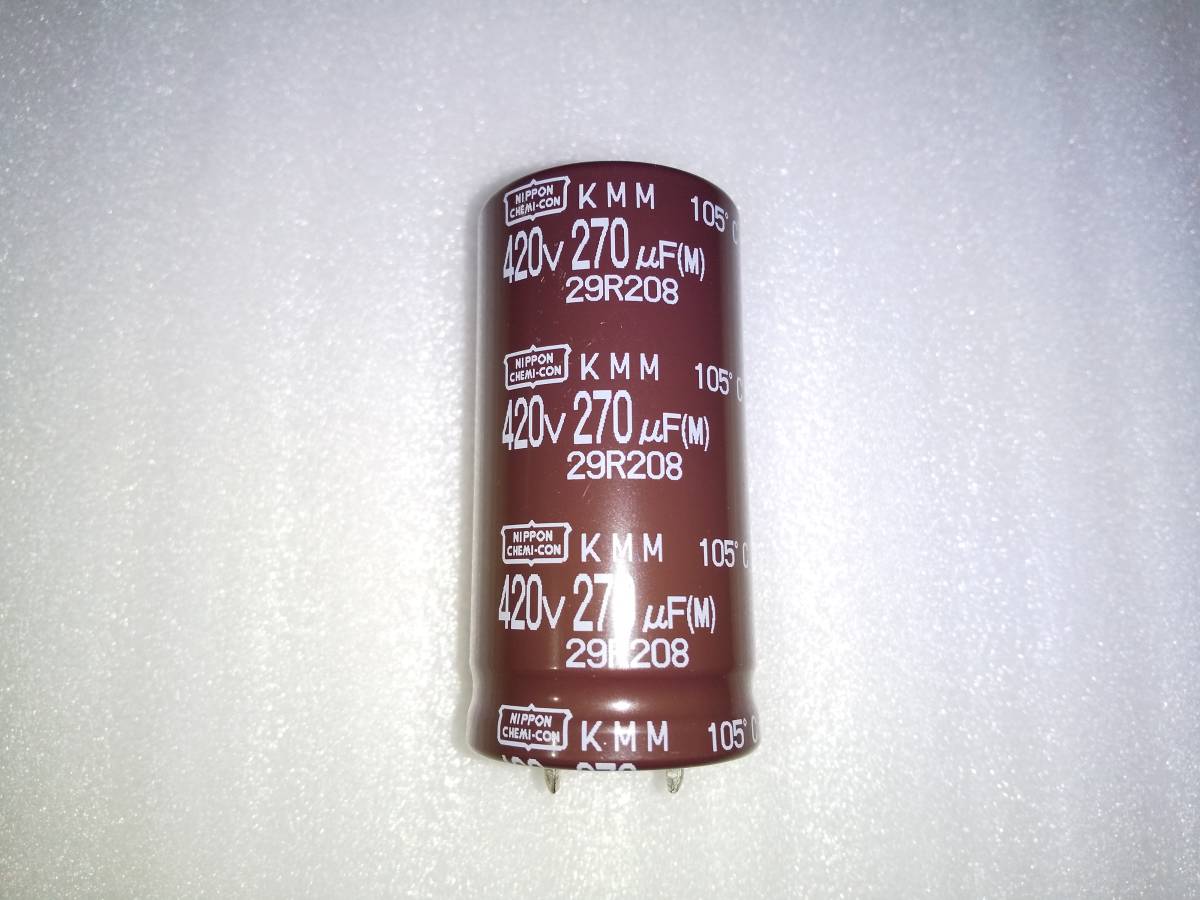 NIPPON
CHEMI-CON KMM 105°C
420V 270 μF(M)
29R208
NIPPON
CHEMI-CON KMM 105°C
420V 270 μF(M)
29R208
NIPPON
CHEMI-CON KMM 105°C
420V 270 μF(M)
29R208
NIPPON
CHEMI-CON KMM 105°C